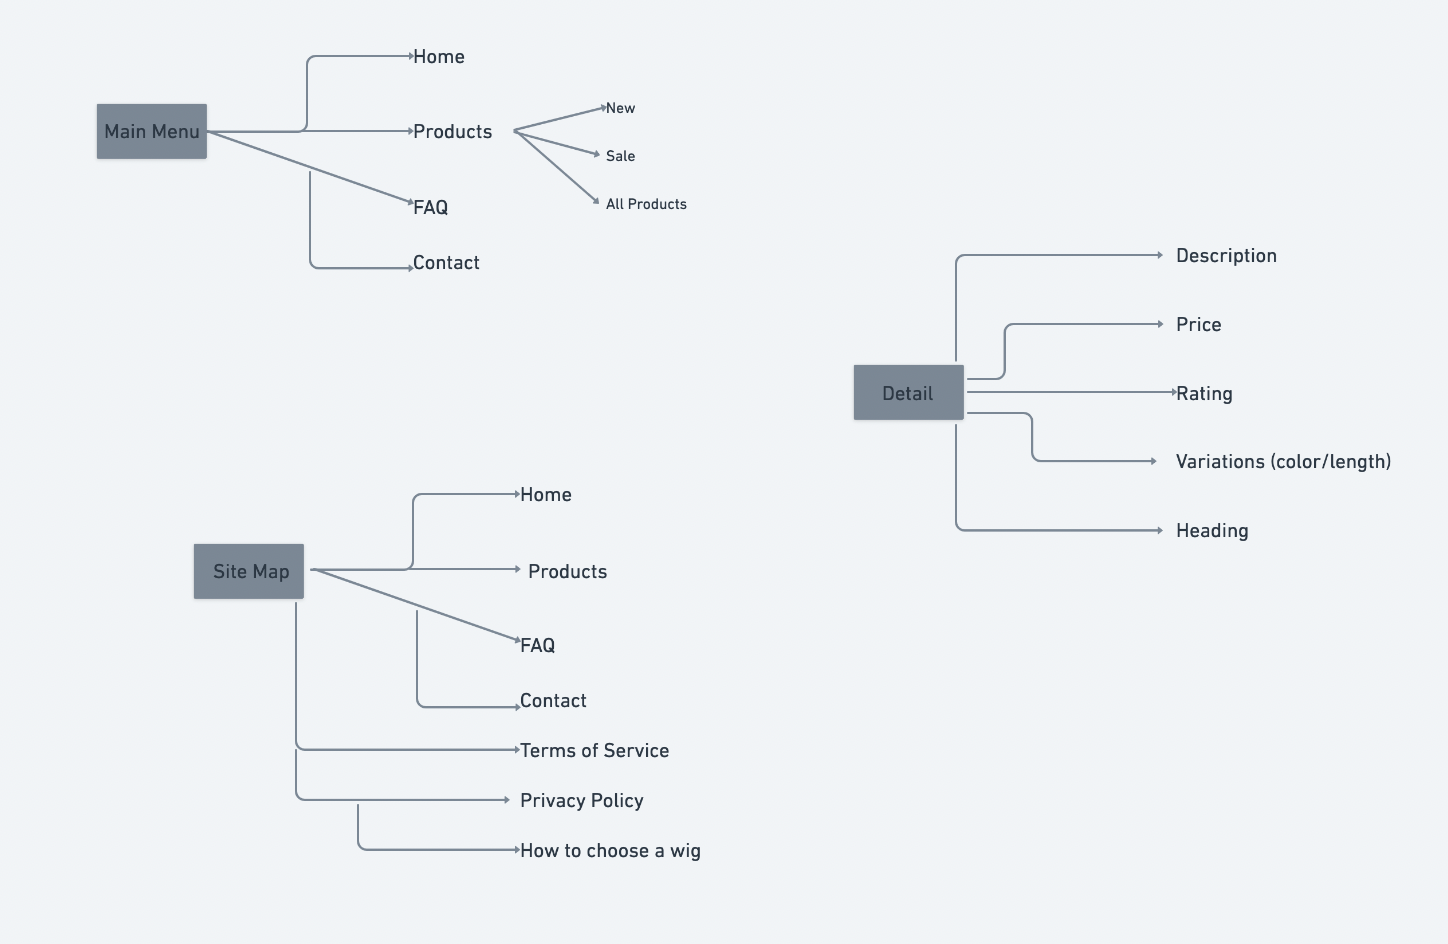 Main Menu
Home
Products
FAQ
Contact
New
Sale
All Products
Detail
Description
Price
Rating
Variations (color/length)
Heading
Site Map
Home
Products
FAQ
Contact
Terms of Service
Privacy Policy
How to choose a wig